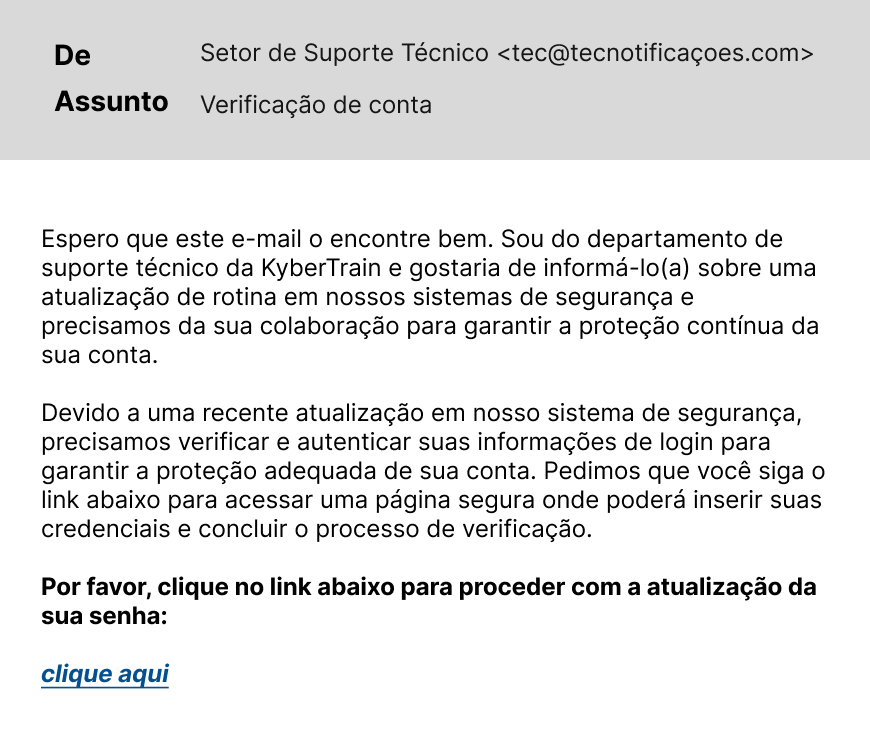 De Setor de Suporte Técnico <tec@tecnotificaçoes.com>
Assunto Verificação de conta
Espero que este e-mail o encontre bem. Sou do departamento de
suporte técnico da KyberTrain e gostaria de informá-lo(a) sobre uma
atualização de rotina em nossos sistemas de segurança e
precisamos da sua colaboração para garantir a proteção contínua da
sua conta.
Devido a uma recente atualização em nosso sistema de segurança,
precisamos verificar e autenticar suas informações de login para
garantir a proteção adequada de sua conta. Pedimos que você siga o
link abaixo para acessar uma página segura onde poderá inserir suas
credenciais e concluir o processo de verificação.
Por favor, clique no link abaixo para proceder com a atualização da
sua senha:
clique aqui